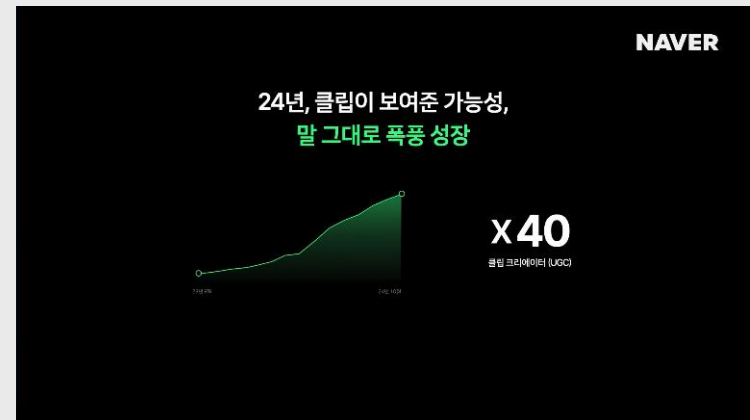 NAVER
24년, 클립이 보여준 가능성,
말 그대로 폭풍 성장
X40
클립 크리에이터 (UGC)